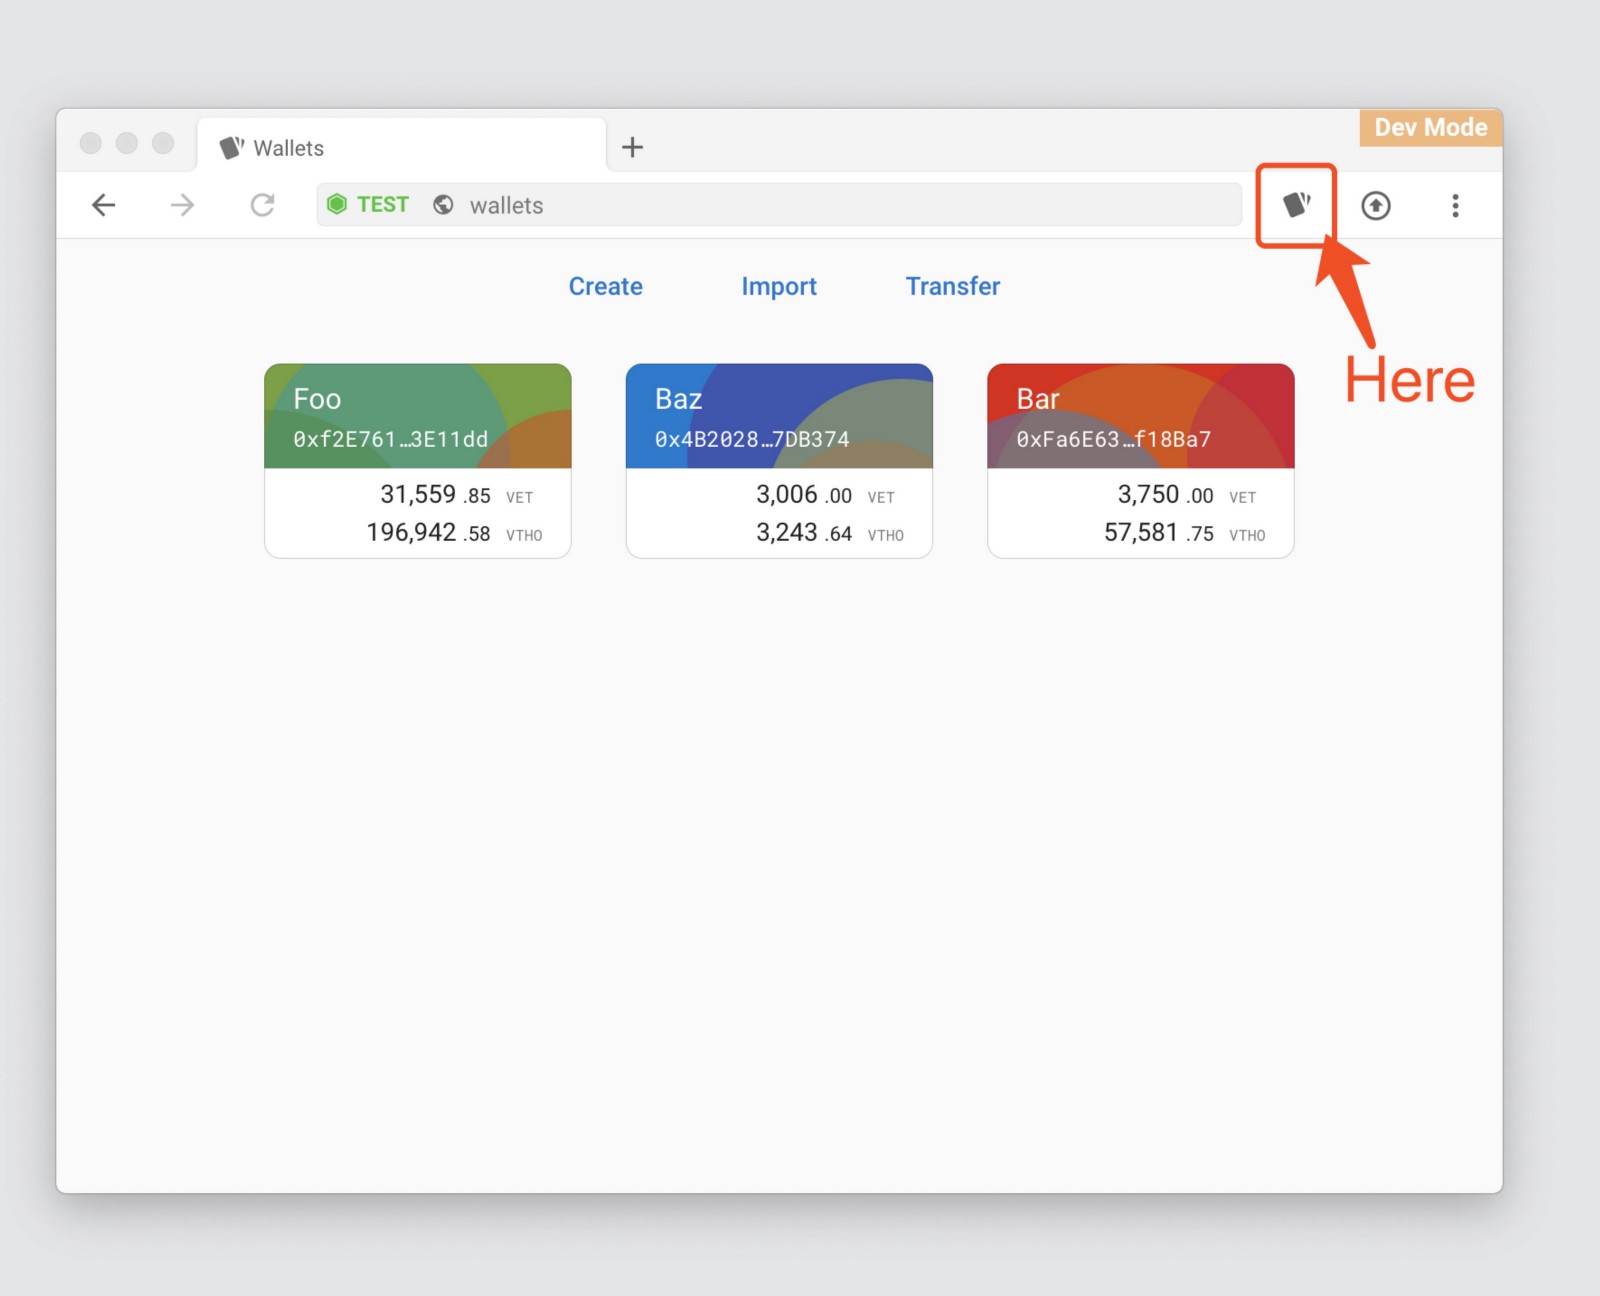 Dev Mode
Wallets
TEST wallets
Create Import Transfer
Here
Foo
0xf2E761…3E11dd
31,559 .85 VET
196,942 .58 VTHO
Baz
0x4B2028…7DB374
3,006 .00 VET
3,243 .64 VTHO
Bar
0xFa6E63…f18Ba7
3,750 .00 VET
57,581 .75 VTHO